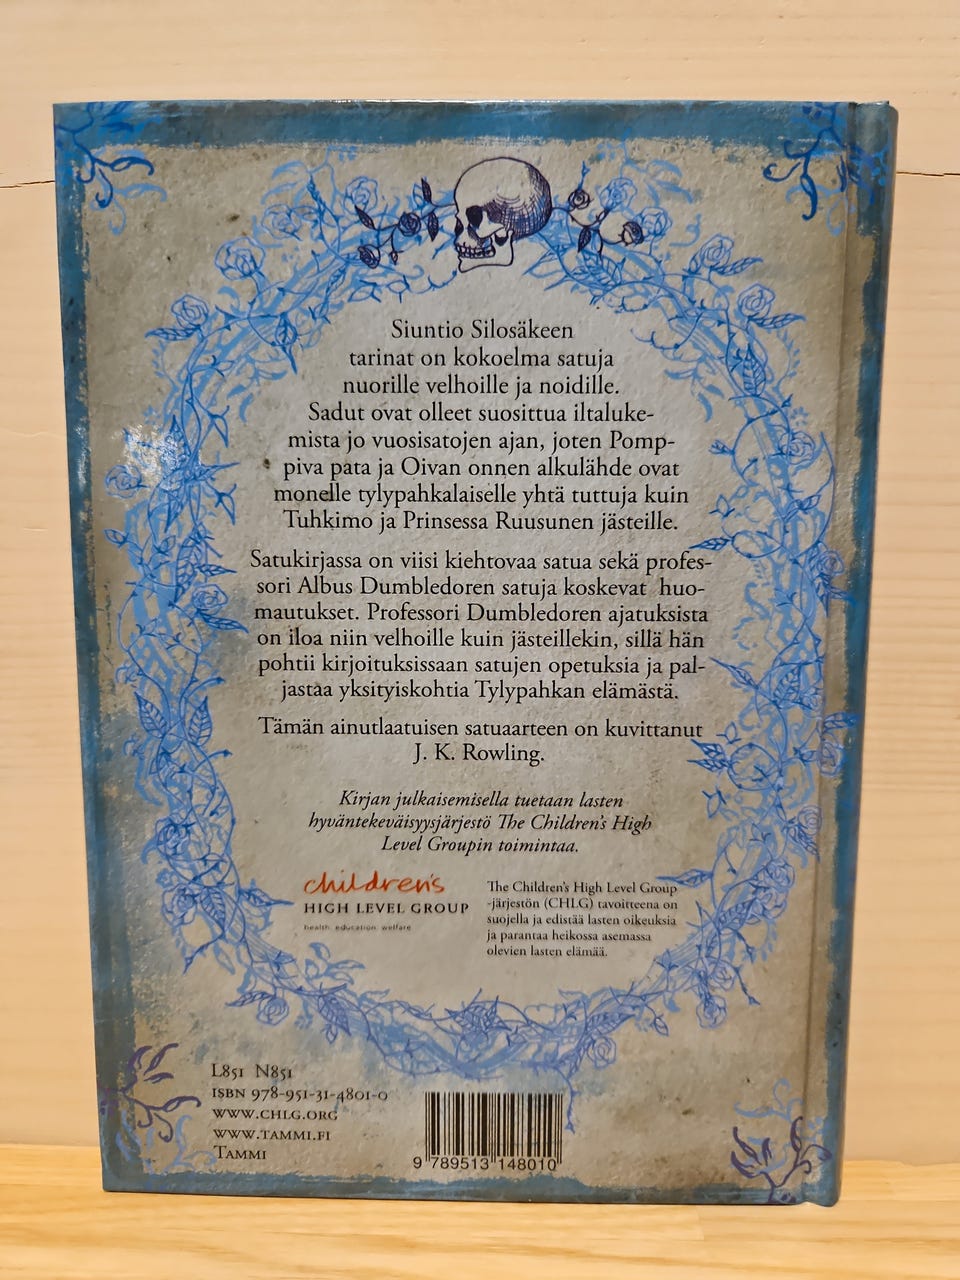 Siuntio Silosäkeen
tarinat on kokoelma satuja
nuorille velhoille ja noidille.
Sadut ovat olleet suosittua iltaluke-
mista jo vuosisatojen ajan, joten Pomp-
piva pata ja Oivan onnen alkulähde ovat
monelle tylypahkalaiselle yhtä tuttuja kuin
Tuhkimo ja Prinsessa Ruusunen jästeille.
Satukirjassa on viisi kiehtovaa satua sekä profes-
sori Albus Dumbledoren satuja koskevat huo-
mautukset. Professori Dumbledoren ajatuksista
on iloa niin velhoille kuin jästeillekin, sillä hän
pohtii kirjoituksissaan satujen opetuksia ja pal-
jastaa yksityiskohtia Tylypahkan elämästä.
Tämän ainutlaatuisen satuaarteen on kuvittanut
J. K. Rowling.
Kirjan julkaisemisella tuetaan lasten
hyväntekeväisyysjärjestö The Children's High
Level Groupin toimintaa.
children's
HIGH LEVEL GROUP
health education welfare
The Children's High Level Group
-järjestön (CHLG) tavoitteena on
suojella ja edistää lasten oikeuksia
ja parantaa heikossa asemassa
olevien lasten elämää.
L851 N851
ISBN 978-951-31-4801-0
WWW.CHLG.ORG
WWW.TAMMI.FI
TAMMI
9 789513 148010